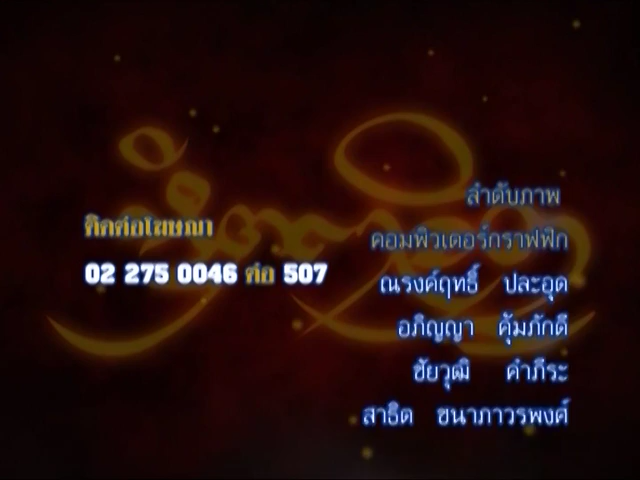 ติดต่อโฆษณา
02 275 0046 ต่อ 507
ลำดับภาพ
คอมพิวเตอร์กราฟฟิก
ณรงค์ฤทธิ์ ปละอุด
อภิญญา คุ้มภักดี
ชัยวุฒิ คำภีระ
สาธิต ชนาภาวรพงศ์